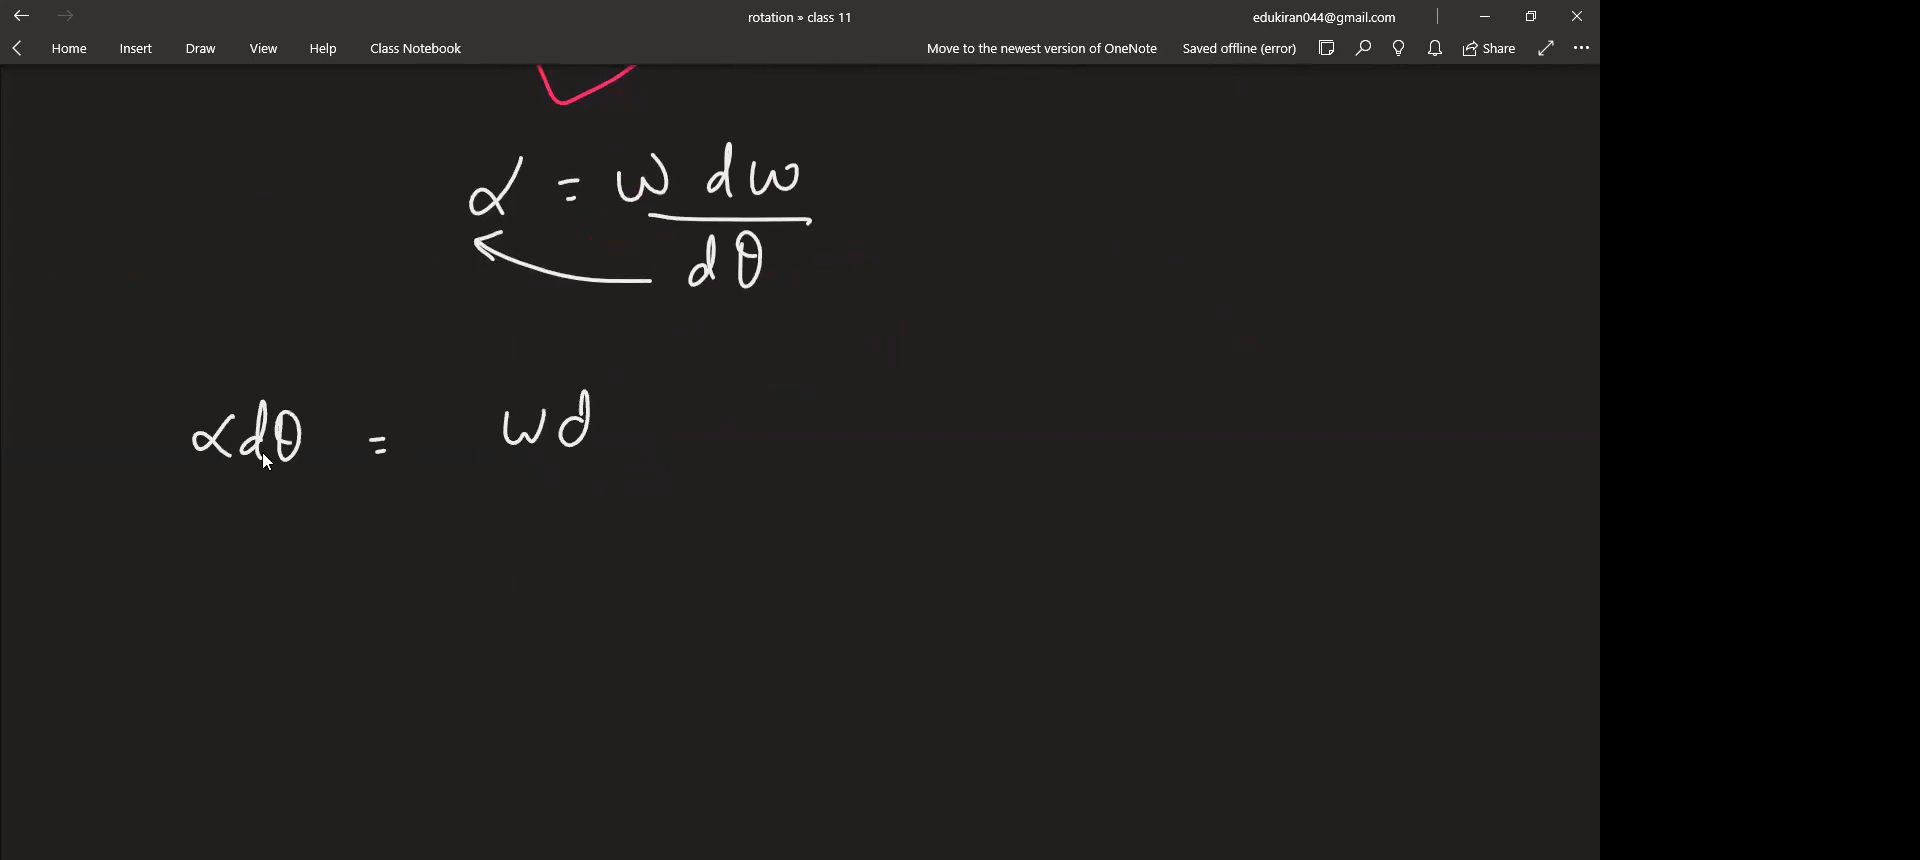 rotation » class 11
edukiran044@gmail.com
Home Insert Draw View Help Class Notebook
Move to the newest version of OneNote Saved offline (error) Share
α = ω dω
dθ
αdθ = ωd